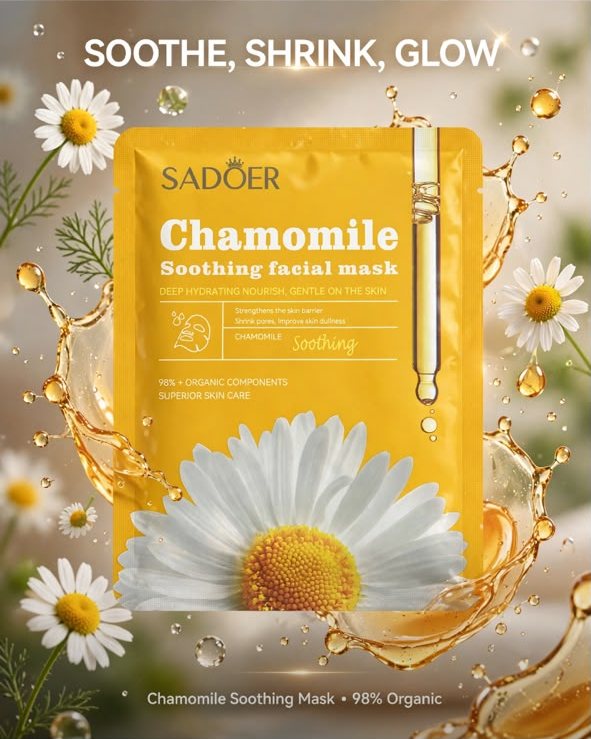 SOOTHE, SHRINK, GLOW
SADOER
Chamomile
Soothing facial mask
DEEP HYDRATING NOURISH, GENTLE ON THE SKIN
Strengthens the skin barrier
Shrink pores, Improve skin dullness
CHAMOMILE Soothing
98% + ORGANIC COMPONENTS
SUPERIOR SKIN CARE
Chamomile Soothing Mask • 98% Organic